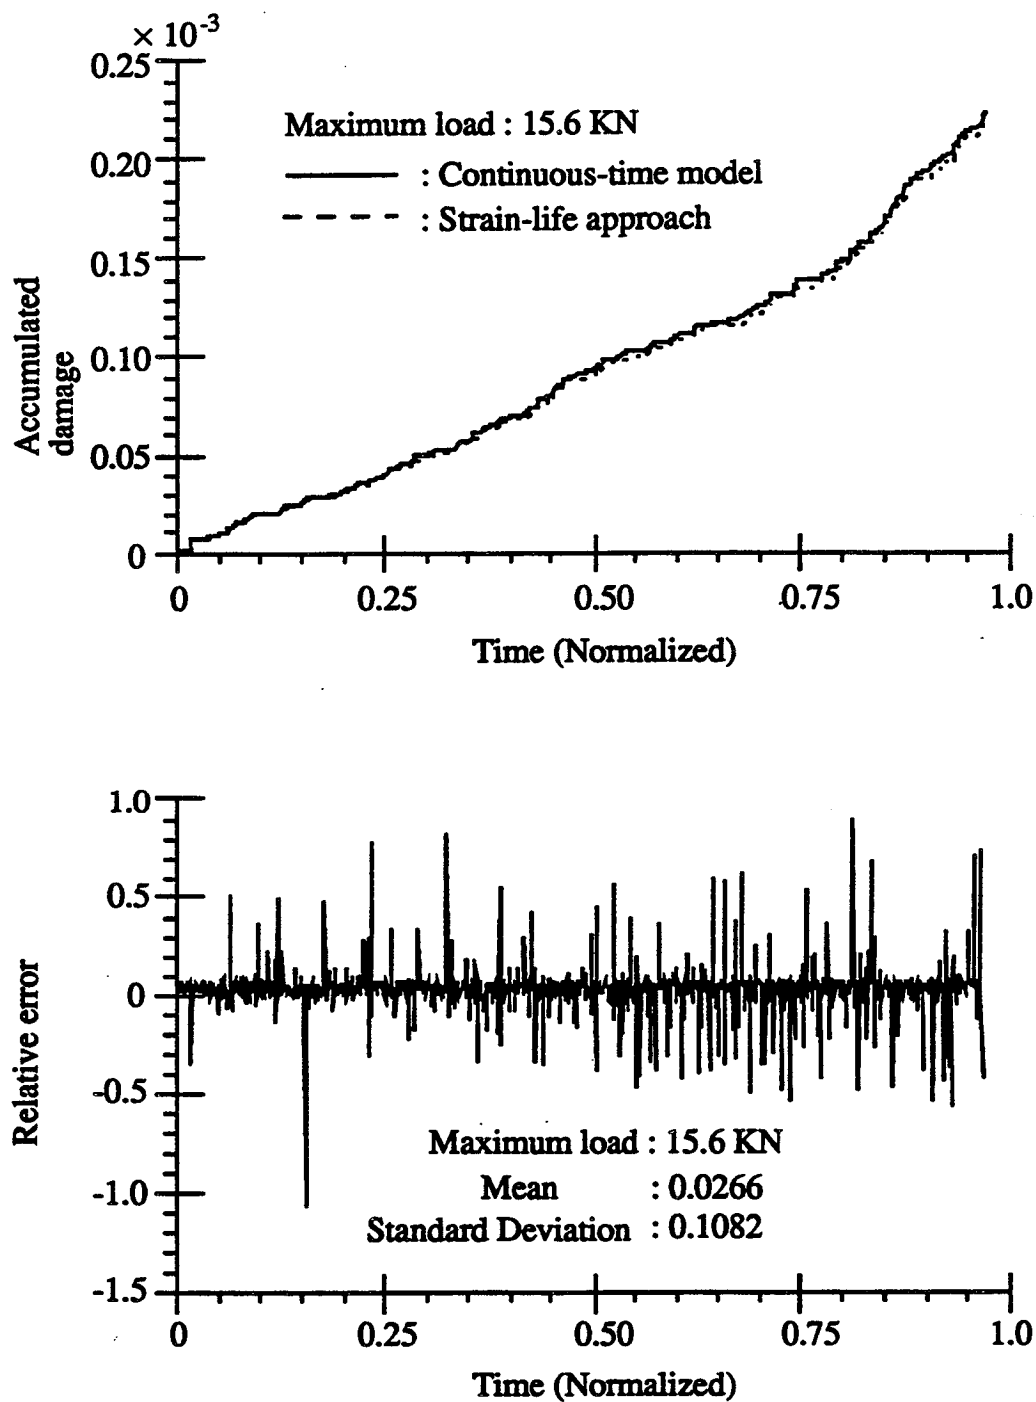 × 10-3
0.25
0.20
0.15
0.10
0.05
0
Accumulated
damage
Maximum load : 15.6 KN
: Continuous-time model
: Strain-life approach
0 0.25 0.50 0.75 1.0
Time (Normalized)
1.0
0.5
0
-0.5
-1.0
-1.5
Relative error
Maximum load : 15.6 KN
Mean : 0.0266
Standard Deviation : 0.1082
0 0.25 0.50 0.75 1.0
Time (Normalized)